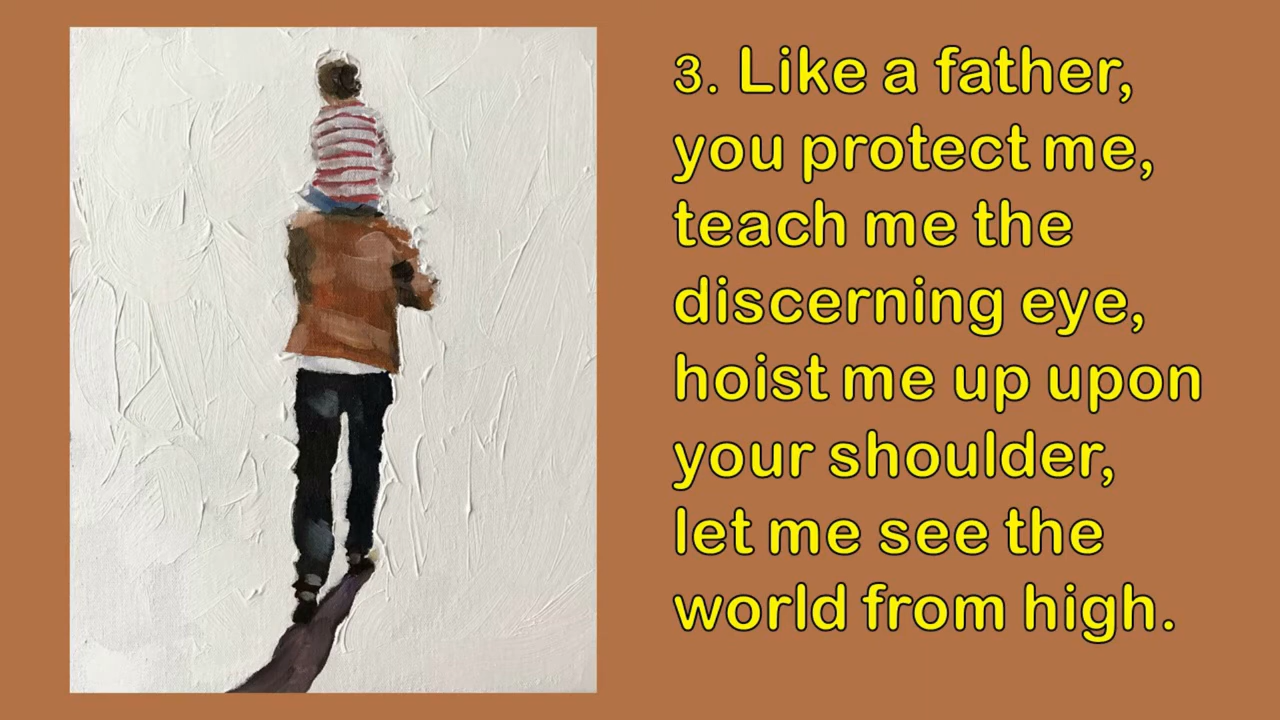 3. Like a father,
you protect me,
teach me the
discerning eye,
hoist me up upon
your shoulder,
let me see the
world from high.